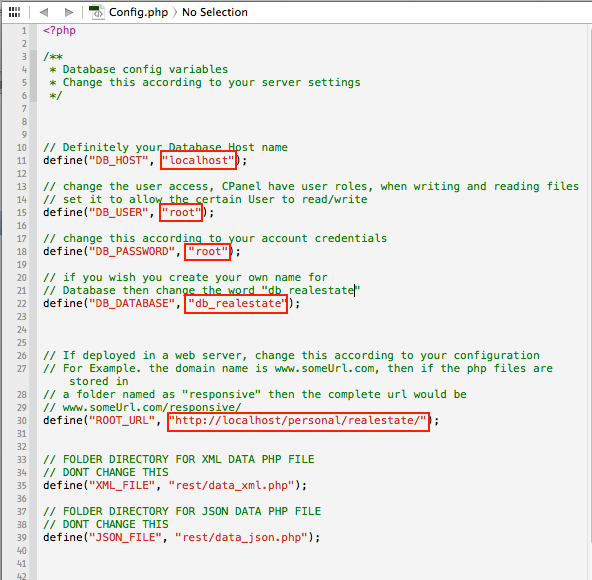 Config.php 〉 No Selection
1 <?php
2
3 /**
4 * Database config variables
5 * Change this according to your server settings
6 */
7
8
9
10 // Definitely your Database Host name
11 define("DB_HOST", "localhost");
12
13 // change the user access, CPanel have user roles, when writing and reading files
14 // set it to allow the certain User to read/write
15 define("DB_USER", "root");
16
17 // change this according to your account credentials
18 define("DB_PASSWORD", "root");
19
20 // if you wish you create your own name for
21 // Database then change the word "db_realestate"
22 define("DB_DATABASE", "db_realestate");
23
24
25
26 // If deployed in a web server, change this according to your configuration
27 // For Example. the domain name is www.someUrl.com, then if the php files are
stored in
28 // a folder named as "responsive" then the complete url would be
29 // www.someUrl.com/responsive/
30 define("ROOT_URL", "http://localhost/personal/realestate/");
31
32
33 // FOLDER DIRECTORY FOR XML DATA PHP FILE
34 // DONT CHANGE THIS
35 define("XML_FILE", "rest/data_xml.php");
36
37 // FOLDER DIRECTORY FOR JSON DATA PHP FILE
38 // DONT CHANGE THIS
39 define("JSON_FILE", "rest/data_json.php");
40
41
42